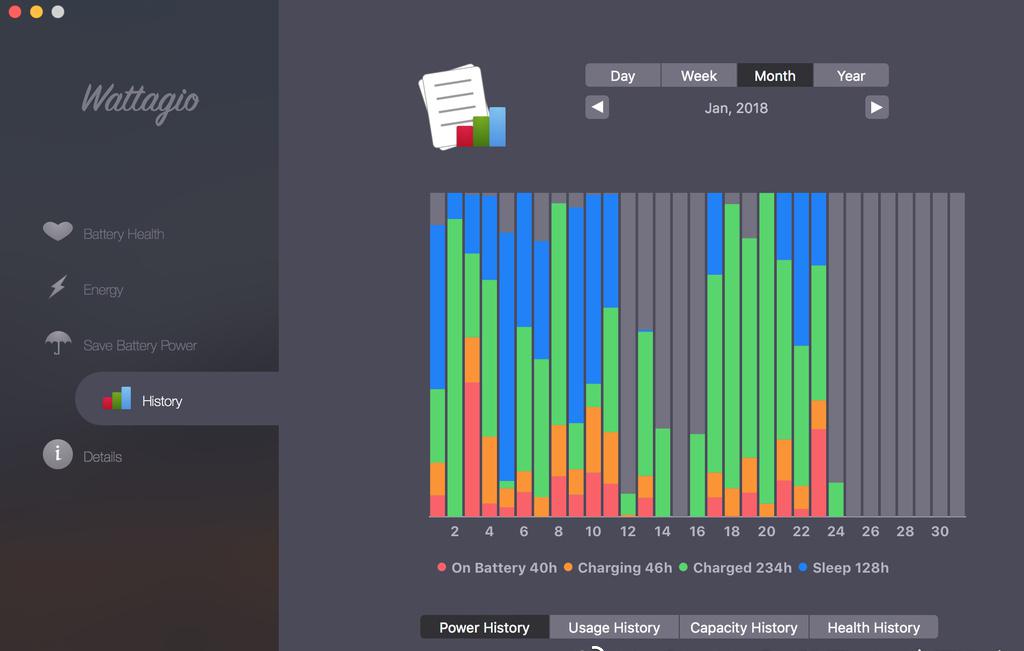 Wattagio
Battery Health
Energy
Save Battery Power
History
i
Details
Day Week Month Year
Jan, 2018
2 4 6 8 10 12 14 16 18 20 22 24 26 28 30
On Battery 40h Charging 46h Charged 234h Sleep 128h
Power History Usage History Capacity History Health History